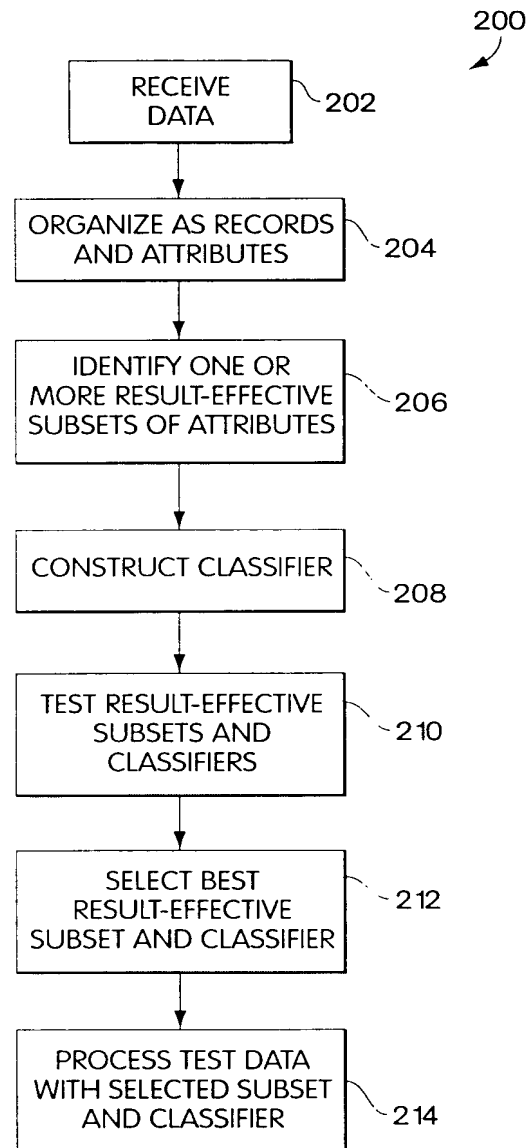 200
RECEIVE
DATA
202
ORGANIZE AS RECORDS
AND ATTRIBUTES
204
IDENTIFY ONE OR
MORE RESULT-EFFECTIVE
SUBSETS OF ATTRIBUTES
206
CONSTRUCT CLASSIFIER
208
TEST RESULT-EFFECTIVE
SUBSETS AND
CLASSIFIERS
210
SELECT BEST
RESULT-EFFECTIVE
SUBSET AND CLASSIFIER
212
PROCESS TEST DATA
WITH SELECTED SUBSET
AND CLASSIFIER
214